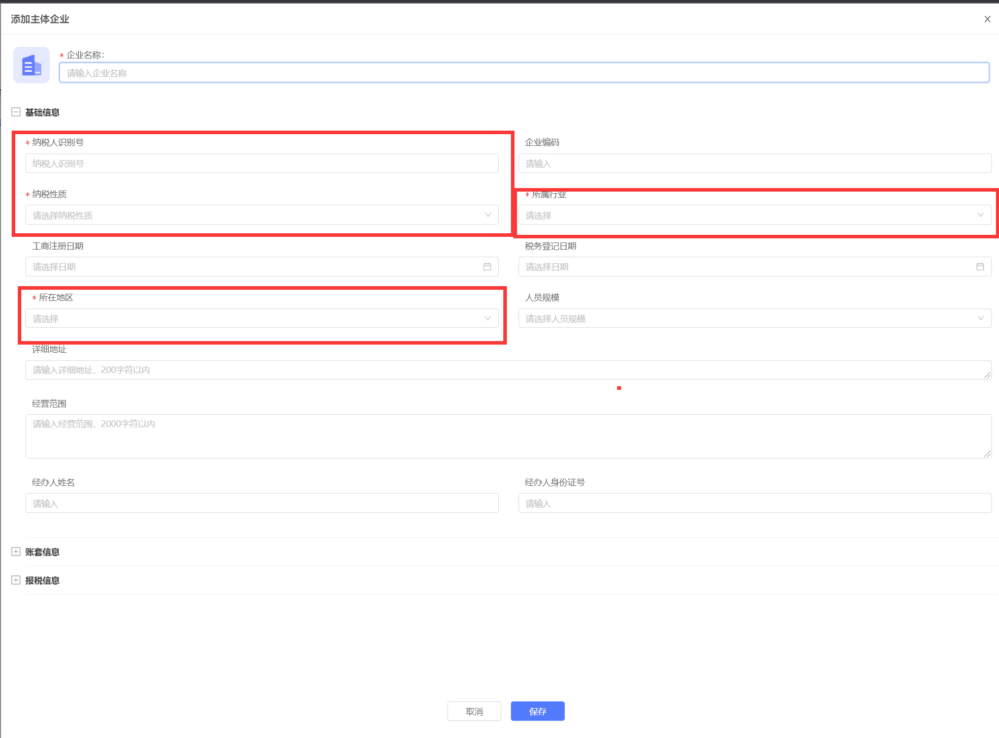 添加主体企业
X
* 企业名称：
请输入企业名称
基础信息
* 纳税人识别号
企业编码
纳税人识别号
请输入
* 纳税性质
* 所属行业
请选择纳税性质
请选择
工商注册日期
税务登记日期
请选择日期
请选择日期
* 所在地区
人员规模
请选择
请选择人员规模
详细地址
请输入详细地址，200字符以内
经营范围
请输入经营范围，2000字符以内
经办人姓名
经办人身份证号
请输入
请输入
账套信息
报税信息
取消
保存